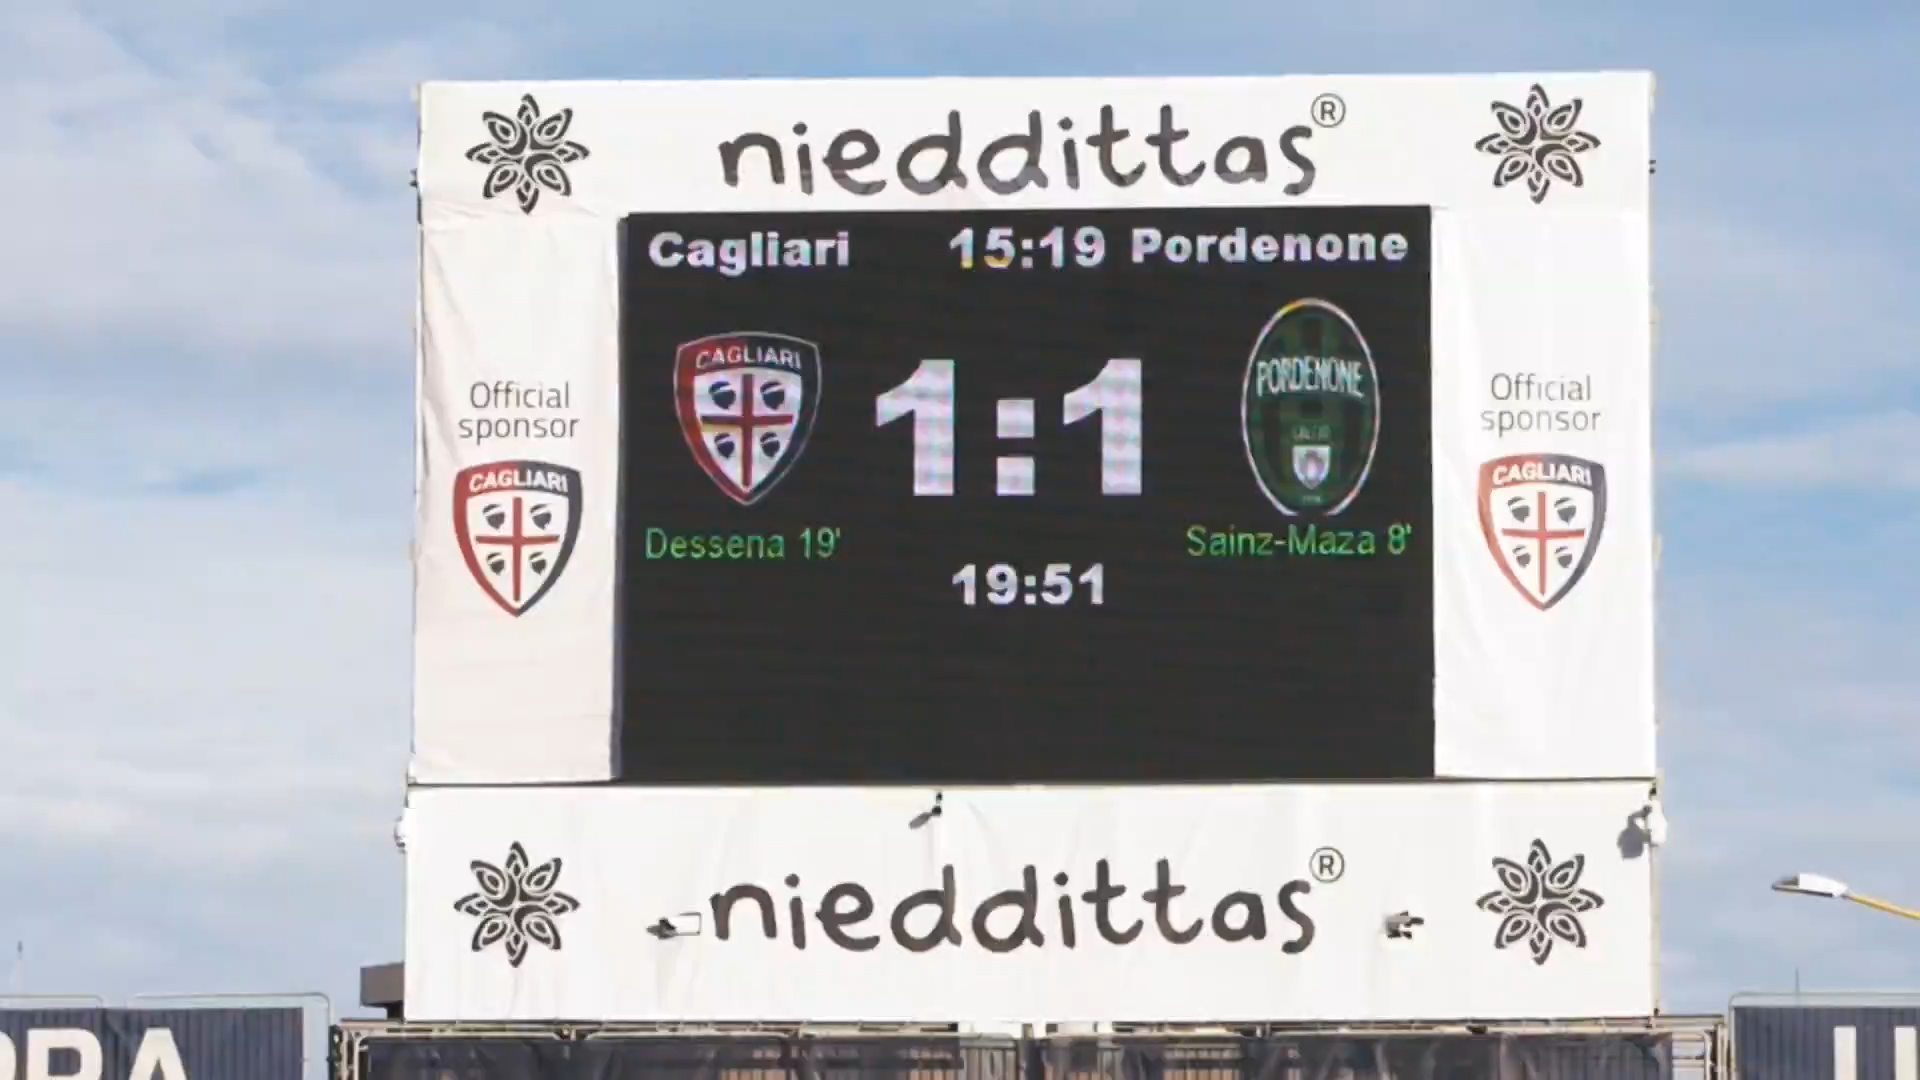 nieddittas®
Cagliari 15:19 Pordenone
CAGLIARI
PORDENONE
CALCIO
1:1
Dessena 19'
Sainz-Maza 8'
19:51
Official
sponsor
CAGLIARI
Official
sponsor
CAGLIARI
nieddittas®